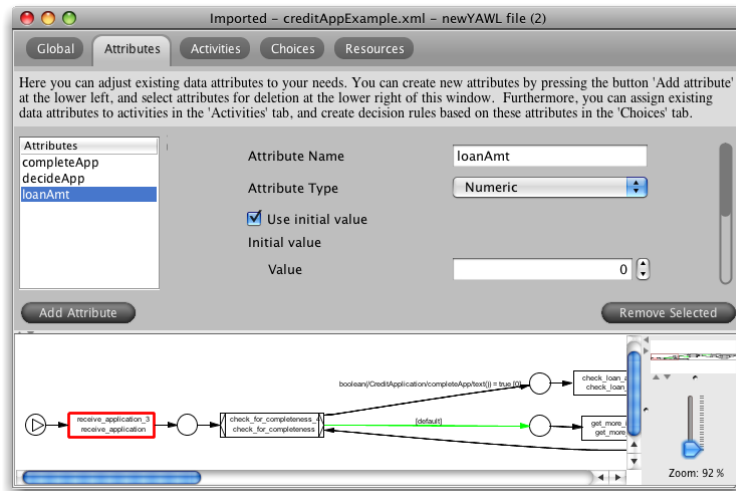 Imported – creditAppExample.xml – newYAWL file (2)
Global Attributes Activities Choices Resources
Here you can adjust existing data attributes to your needs. You can create new attributes by pressing the button 'Add attribute'
at the lower left, and select attributes for deletion at the lower right of this window.  Furthermore, you can assign existing
data attributes to activities in the 'Activities' tab, and create decision rules based on these attributes in the 'Choices' tab.
Attributes
completeApp
decideApp
loanAmt
Attribute Name loanAmt
Attribute Type Numeric
Use initial value
Initial value
Value 0
Add Attribute Remove Selected
boolean(/CreditApplication/completeApp/text()) = true [0]
check_loan_a
check_loan_
receive_application_3
receive_application
check_for_completeness_
check_for_completeness
[default]
get_more_
get_more_
Zoom: 92 %